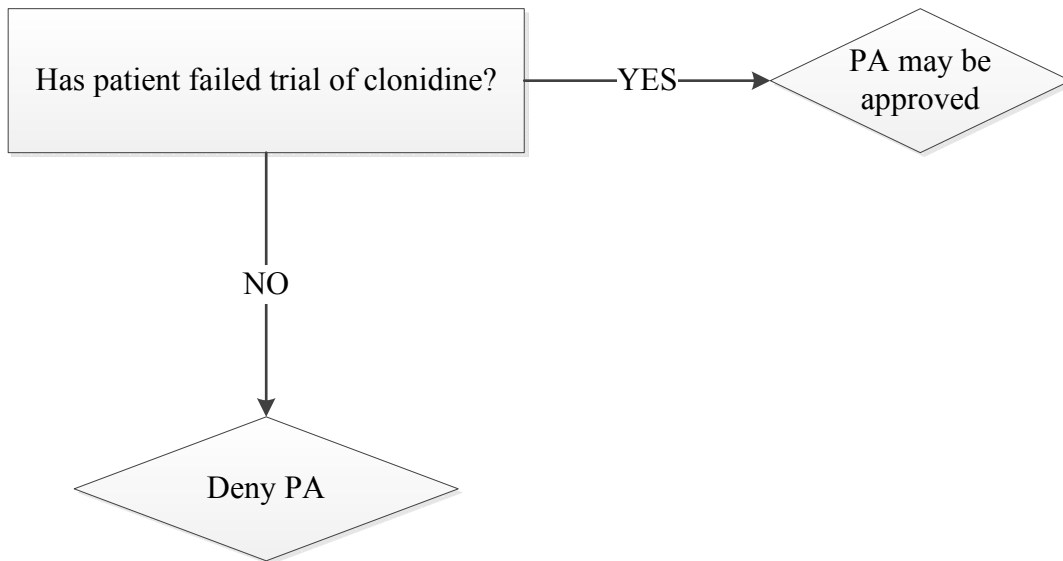 Has patient failed trial of clonidine?
YES
PA may be
approved
NO
Deny PA